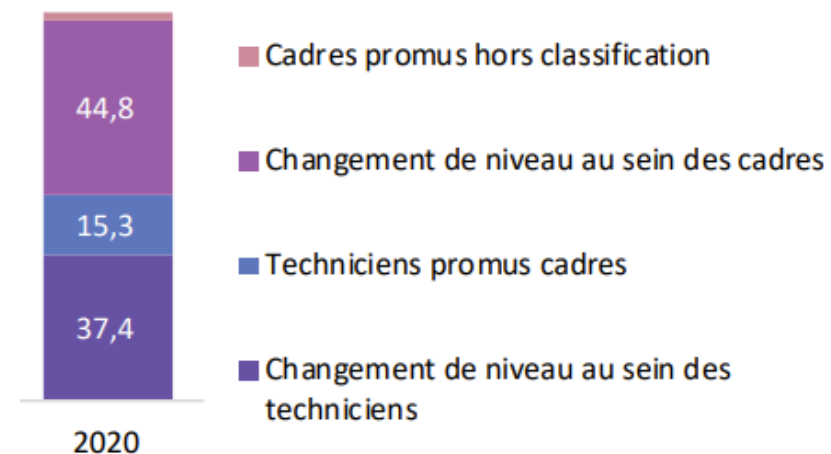 Cadres promus hors classification
44,8
Changement de niveau au sein des cadres
15,3
Techniciens promus cadres
37,4
Changement de niveau au sein des
techniciens
2020